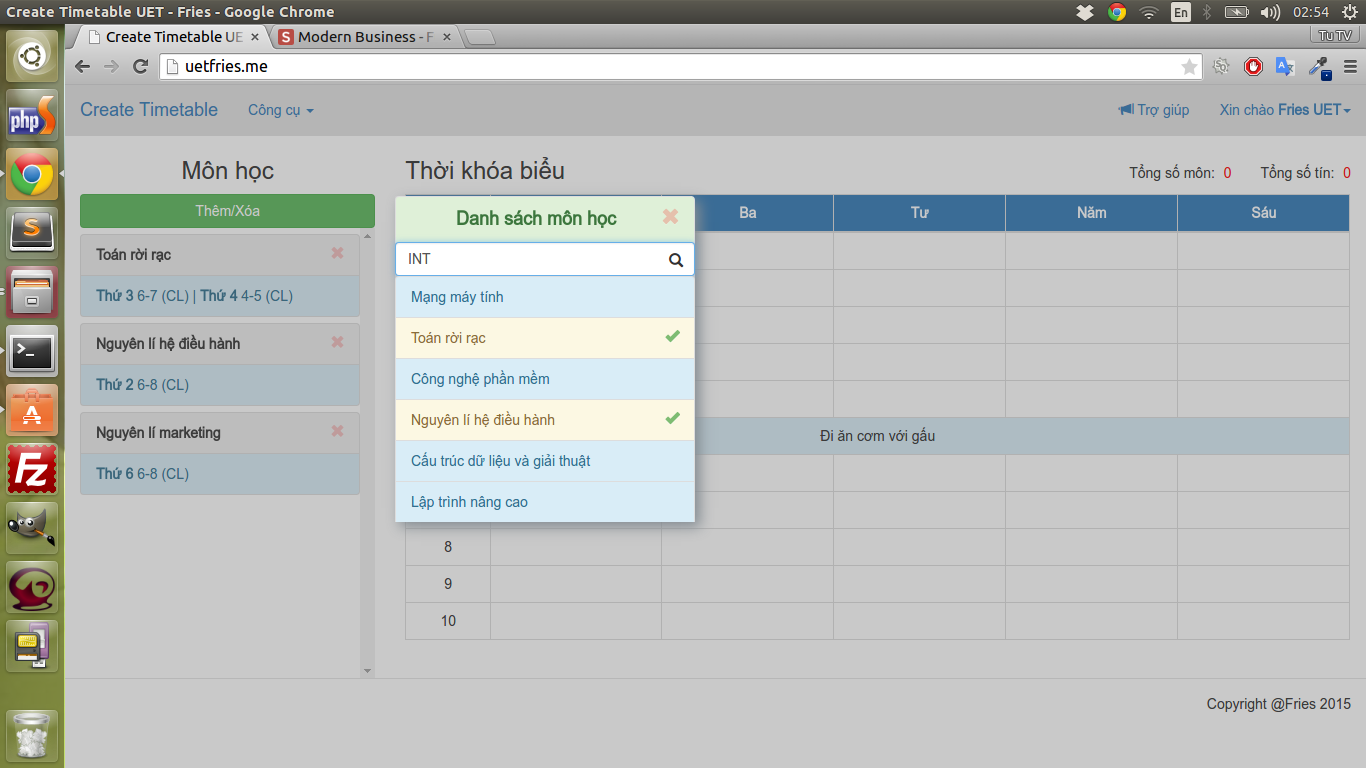 Create Timetable UET - Fries - Google Chrome
En
02:54
Create Timetable UE
Modern Business - F
Tu TV
uetfries.me
Create Timetable
Công cụ
Trợ giúp
Xin chào Fries UET
Môn học
Thêm/Xóa
Toán rời rạc
Thứ 3 6-7 (CL) | Thứ 4 4-5 (CL)
Nguyên lí hệ điều hành
Thứ 2 6-8 (CL)
Nguyên lí marketing
Thứ 6 6-8 (CL)
Thời khóa biểu
Tổng số môn: 0
Tổng số tín: 0
Danh sách môn học
INT
Mạng máy tính
Toán rời rạc
Công nghệ phần mềm
Nguyên lí hệ điều hành
Cấu trúc dữ liệu và giải thuật
Lập trình nâng cao
Ba
Tư
Năm
Sáu
Đi ăn cơm với gấu
8
9
10
Copyright @Fries 2015
php
S
S
A
Fz